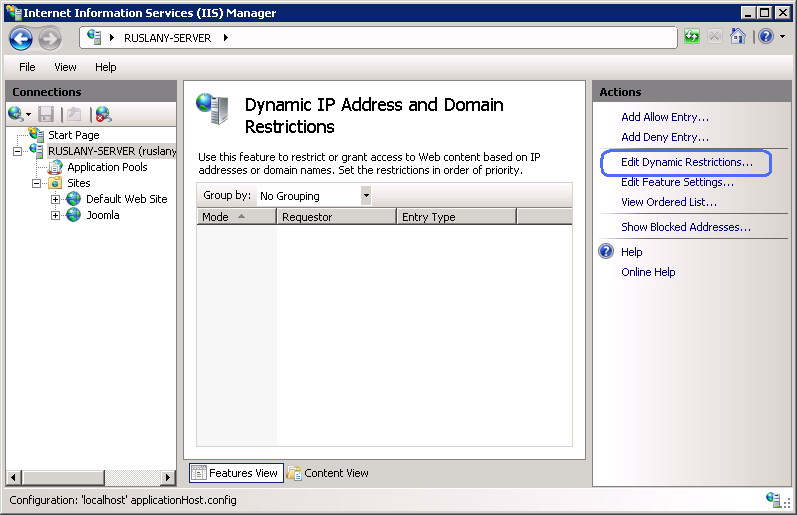 Internet Information Services (IIS) Manager
RUSLANY-SERVER
File View Help
Connections
Start Page
RUSLANY-SERVER (ruslany
Application Pools
Sites
Default Web Site
Joomla
Dynamic IP Address and Domain
Restrictions
Use this feature to restrict or grant access to Web content based on IP
addresses or domain names. Set the restrictions in order of priority.
Group by: No Grouping
Mode Requestor Entry Type
Features View Content View
Actions
Add Allow Entry...
Add Deny Entry...
Edit Dynamic Restrictions...
Edit Feature Settings...
View Ordered List...
Show Blocked Addresses...
Help
Online Help
Configuration: 'localhost' applicationHost.config